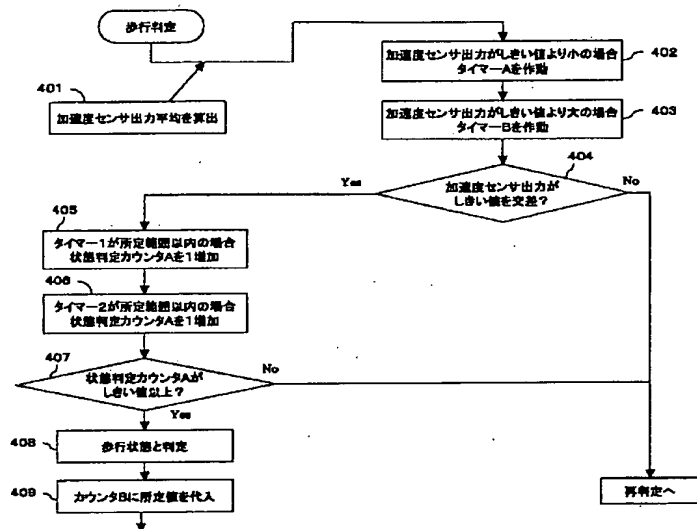 歩行判定
401
加速度センサ出力平均を算出
加速度センサ出力がしきい値より小の場合
タイマーAを作動
402
加速度センサ出力がしきい値より大の場合
タイマーBを作動
403
404
加速度センサ出力が
しきい値を交差？
Yes
No
405
タイマー1が所定範囲以内の場合
状態判定カウンタAを1増加
406
タイマー2が所定範囲以内の場合
状態判定カウンタAを1増加
407
状態判定カウンタAが
しきい値以上？
No
Yes
408
歩行状態と判定
409
カウンタBに所定値を代入
再判定へ